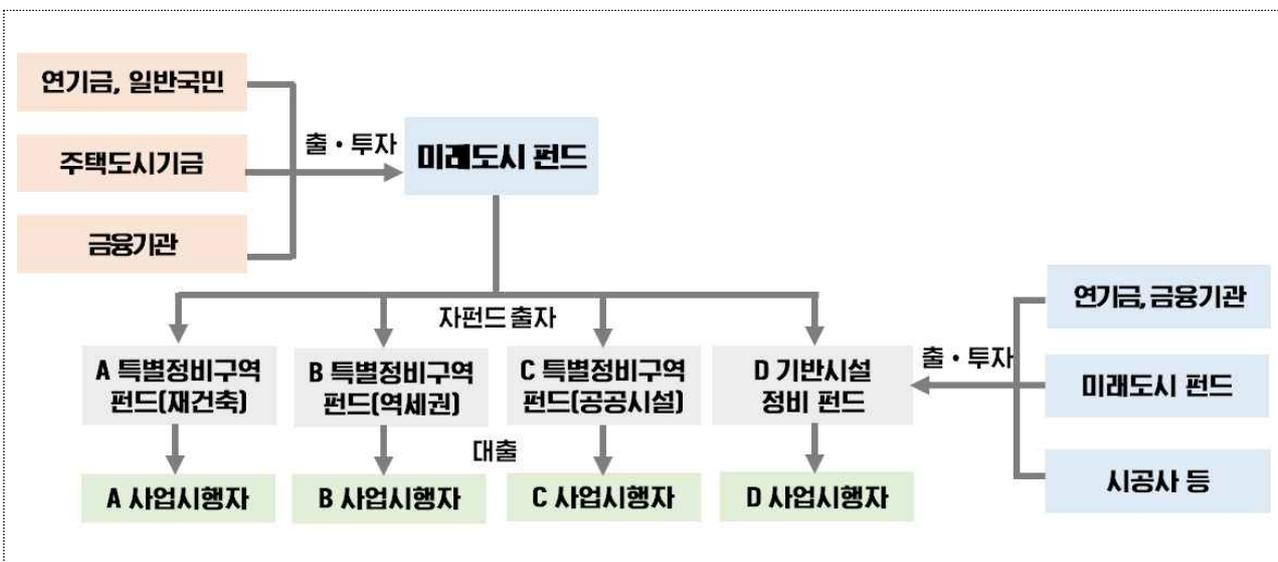 연기금, 일반국민
주택도시기금
금융기관
출·투자
미래도시 펀드
자펀드 출자
A 특별정비구역
펀드(재건축)
B 특별정비구역
펀드(역세권)
C 특별정비구역
펀드(공공시설)
D 기반시설
정비 펀드
출·투자
연기금,금융기관
미래도시 펀드
시공사 등
대출
A 사업시행자
B 사업시행자
C 사업시행자
D 사업시행자